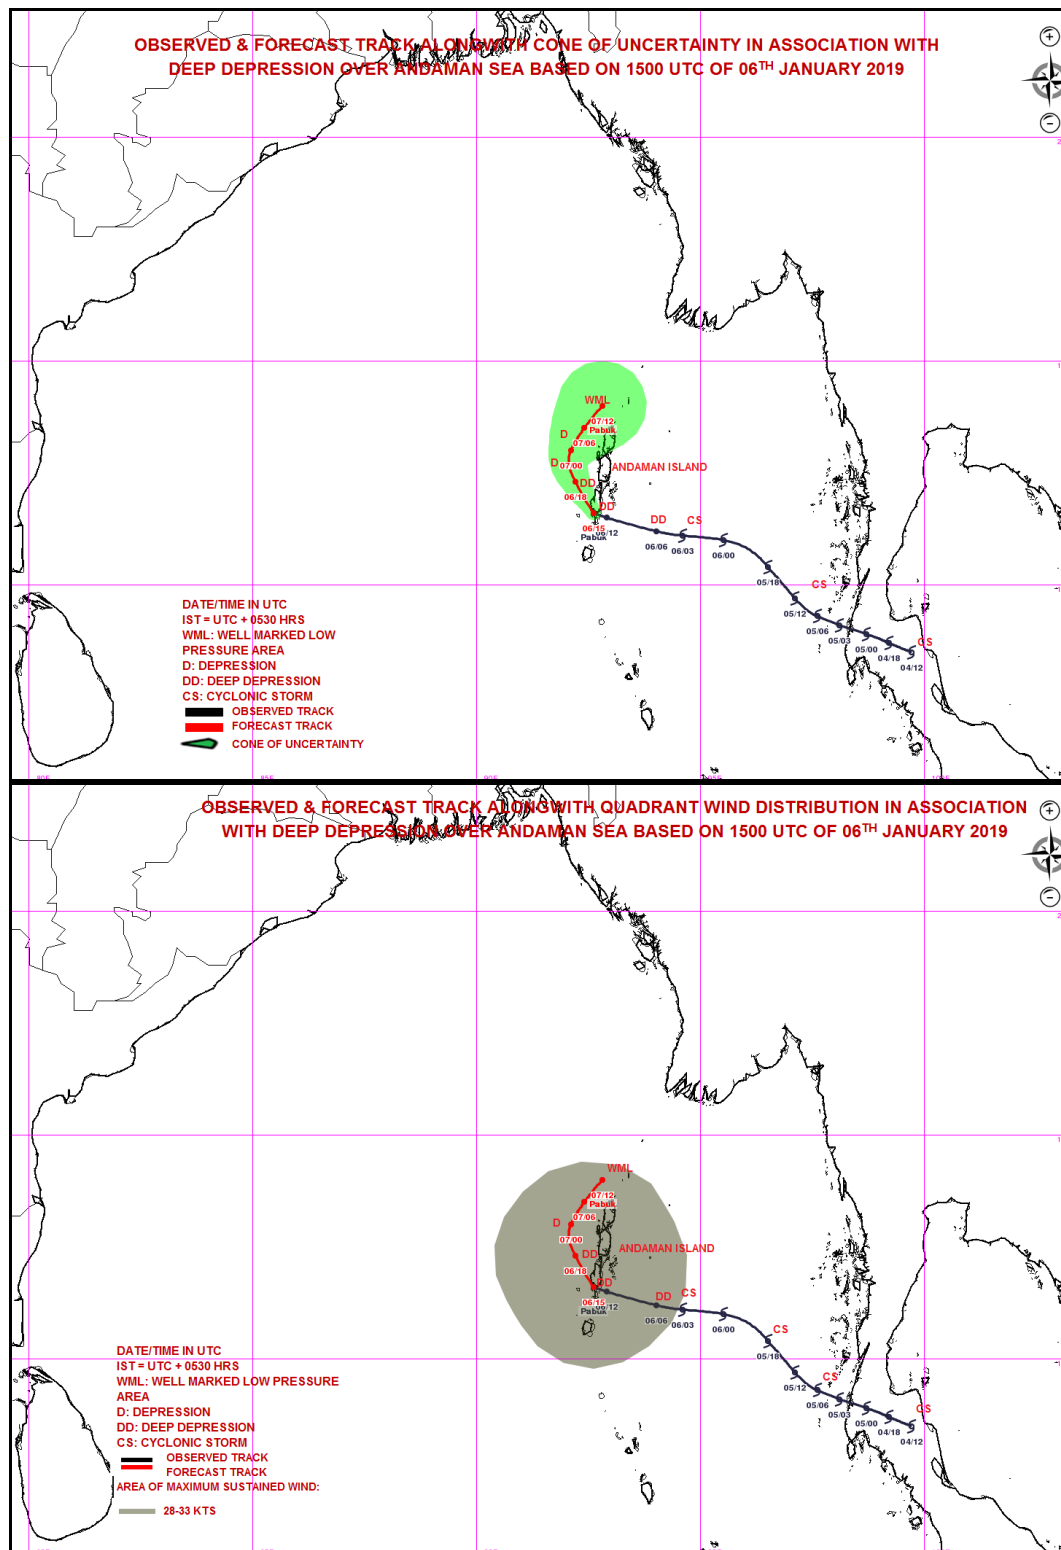 OBSERVED & FORECAST TRACK ALONGWITH CONE OF UNCERTAINTY IN ASSOCIATION WITH
DEEP DEPRESSION OVER ANDAMAN SEA BASED ON 1500 UTC OF 06TH JANUARY 2019
WML
07/12
Pabuk
D
07/06
D
07/00
ANDAMAN ISLAND
DD
06/18
DD
06/15
06/12
Pabuk
DD
CS
06/06
06/03
06/00
05/18
CS
05/12
05/06
05/03
05/00
CS
04/18
04/12
DATE/TIME IN UTC
IST = UTC + 0530 HRS
WML: WELL MARKED LOW
PRESSURE AREA
D: DEPRESSION
DD: DEEP DEPRESSION
CS: CYCLONIC STORM
OBSERVED TRACK
FORECAST TRACK
CONE OF UNCERTAINTY
OBSERVED & FORECAST TRACK ALONGWITH QUADRANT WIND DISTRIBUTION IN ASSOCIATION
WITH DEEP DEPRESSION OVER ANDAMAN SEA BASED ON 1500 UTC OF 06TH JANUARY 2019
WML
07/12
Pabuk
07/06
D
07/00
ANDAMAN ISLAND
DD
06/18
DD
06/15
06/12
Pabuk
DD
CS
06/06
06/03
06/00
CS
05/18
05/12
CS
05/06
05/03
05/00
CS
04/18
04/12
DATE/TIME IN UTC
IST = UTC + 0530 HRS
WML: WELL MARKED LOW PRESSURE
AREA
D: DEPRESSION
DD: DEEP DEPRESSION
CS: CYCLONIC STORM
OBSERVED TRACK
FORECAST TRACK
AREA OF MAXIMUM SUSTAINED WIND:
28-33 KTS